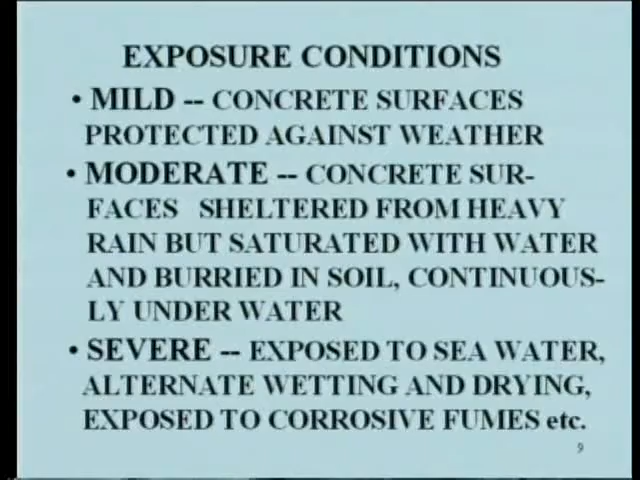 EXPOSURE CONDITIONS
• MILD -- CONCRETE SURFACES
PROTECTED AGAINST WEATHER
• MODERATE -- CONCRETE SUR-
FACES SHELTERED FROM HEAVY
RAIN BUT SATURATED WITH WATER
AND BURRIED IN SOIL, CONTINUOUS-
LY UNDER WATER
• SEVERE -- EXPOSED TO SEA WATER,
ALTERNATE WETTING AND DRYING,
EXPOSED TO CORROSIVE FUMES etc.
9